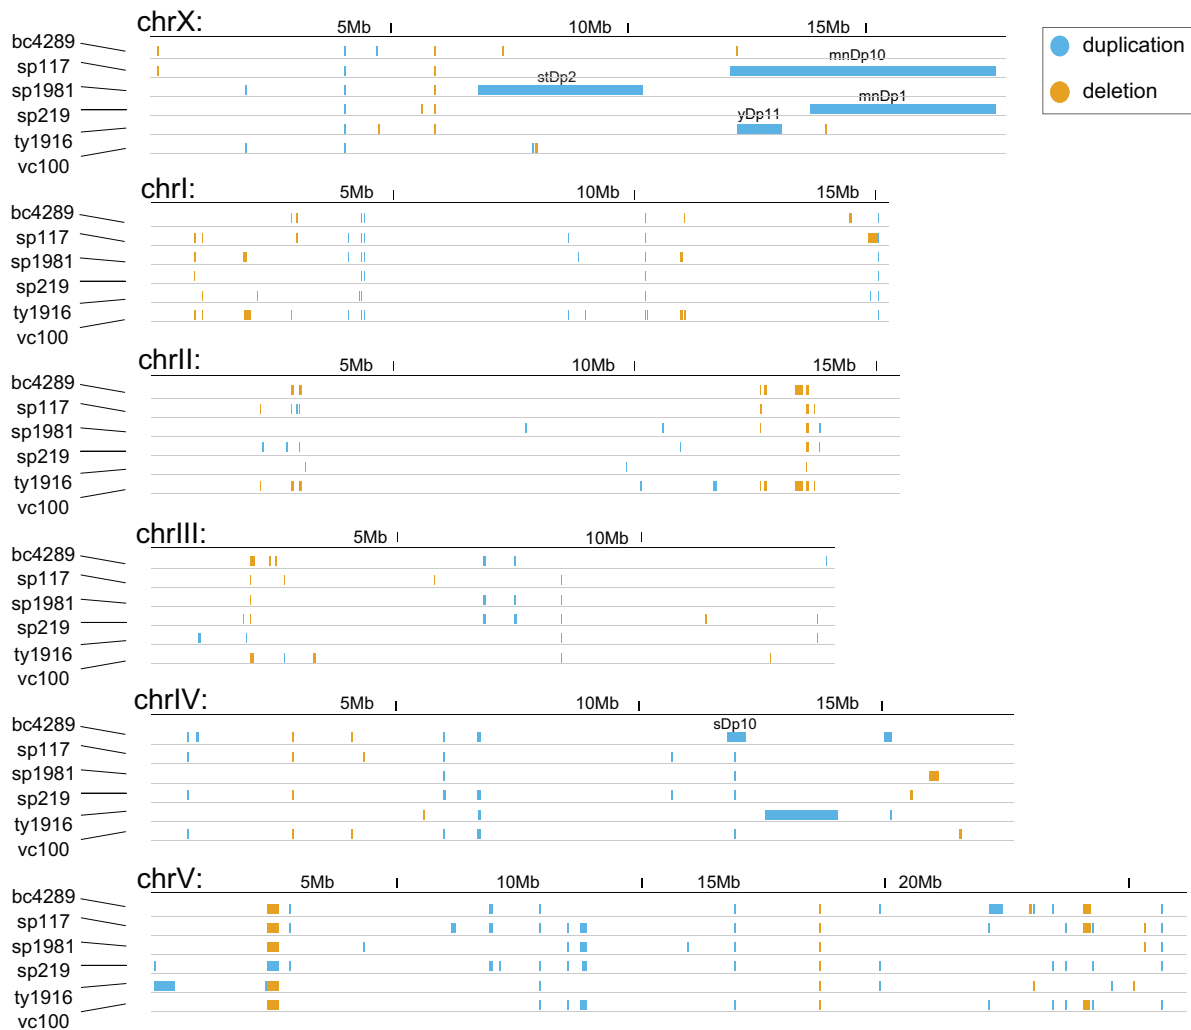 chrX:
5Mb 10Mb 15Mb
bc4289
sp117
sp1981
sp219
ty1916
vc100
mnDp10
stDp2
mnDp1
yDp11
duplication
deletion
chrI:
5Mb 10Mb 15Mb
bc4289
sp117
sp1981
sp219
ty1916
vc100
chrII:
5Mb 10Mb 15Mb
bc4289
sp117
sp1981
sp219
ty1916
vc100
chrIII:
5Mb 10Mb
bc4289
sp117
sp1981
sp219
ty1916
vc100
chrIV:
5Mb 10Mb 15Mb
bc4289
sp117
sp1981
sp219
ty1916
vc100
sDp10
chrV:
5Mb 10Mb 15Mb 20Mb
bc4289
sp117
sp1981
sp219
ty1916
vc100